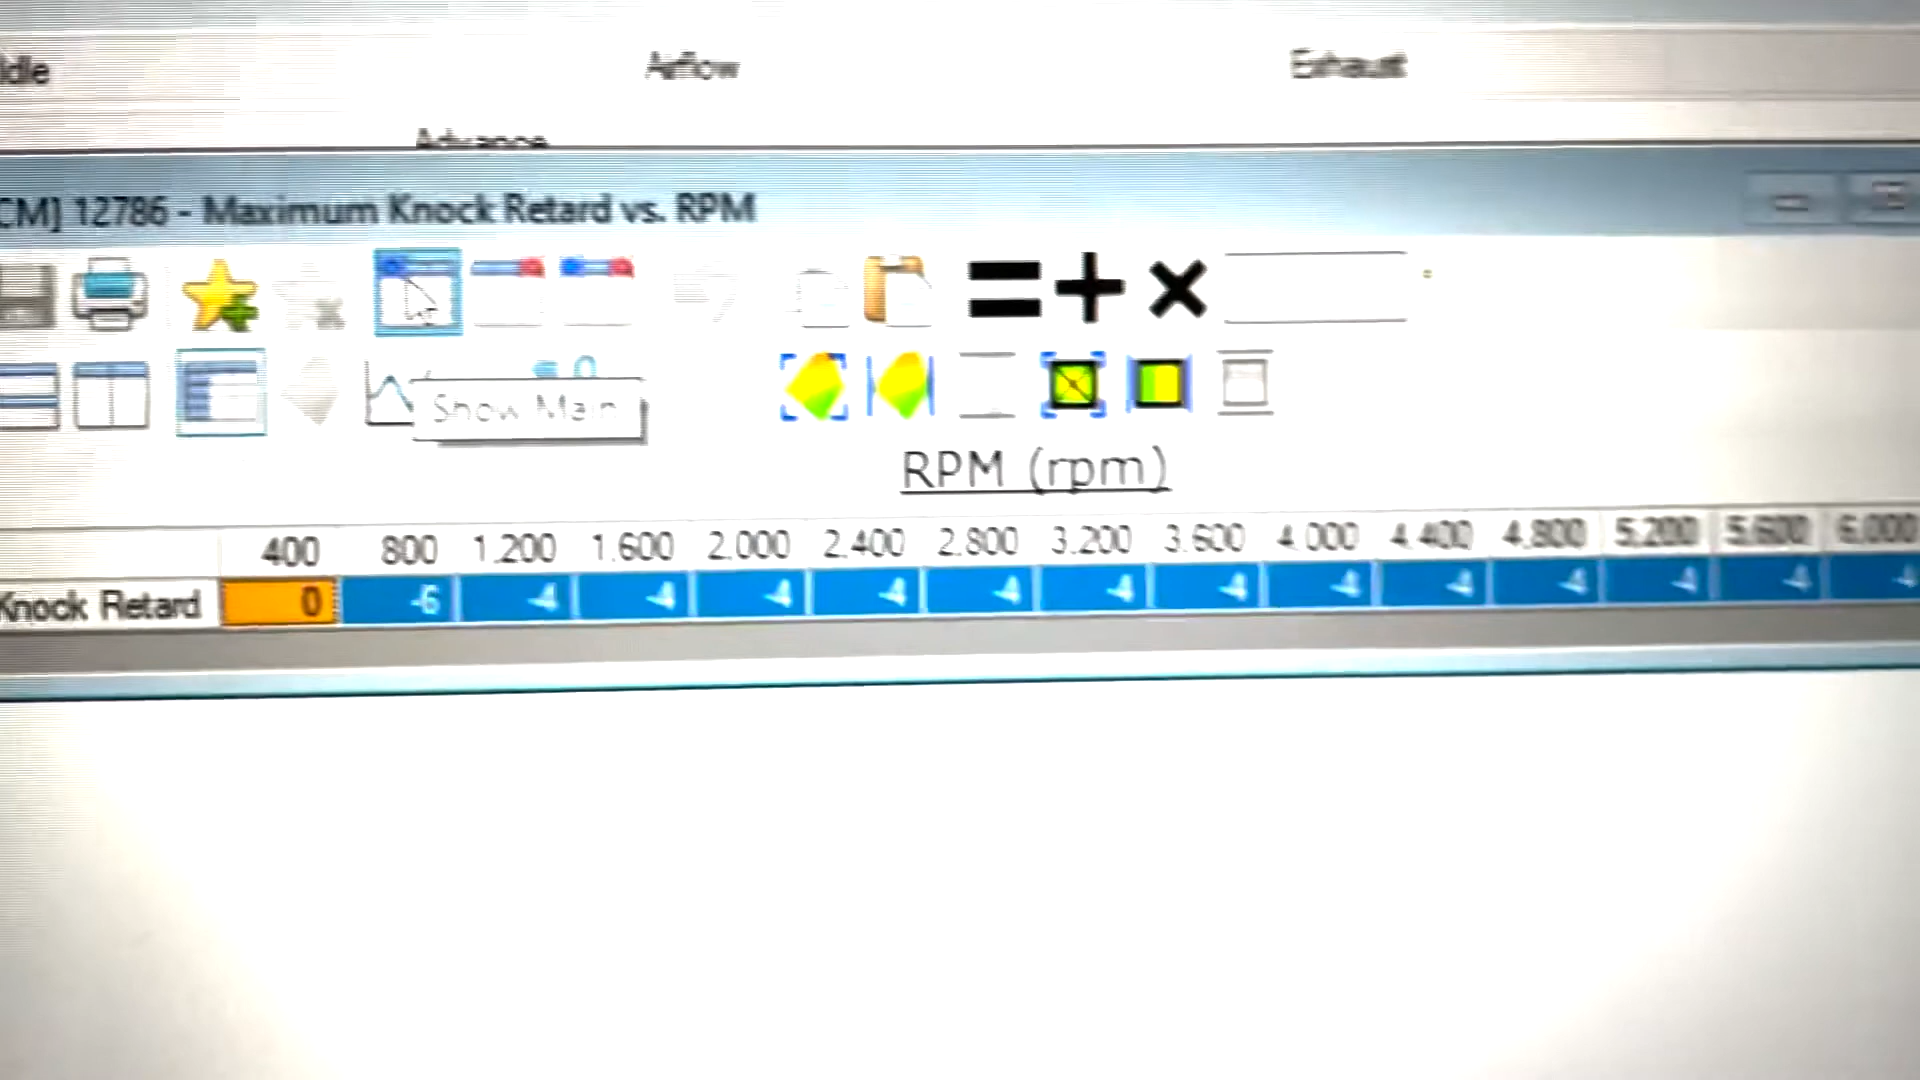 Idle Airflow Exhaust
Advance
CM] 12786 - Maximum Knock Retard vs. RPM
Show Main
RPM (rpm)
400 800 1.200 1.600 2.000 2.400 2.800 3.200 3.600 4.000 4.400 4.800 5.200 5.600 6.000
Knock Retard 0 -6 -4 -4 -4 -4 -4 -4 -4 -4 -4 -4 -4 -4 -4